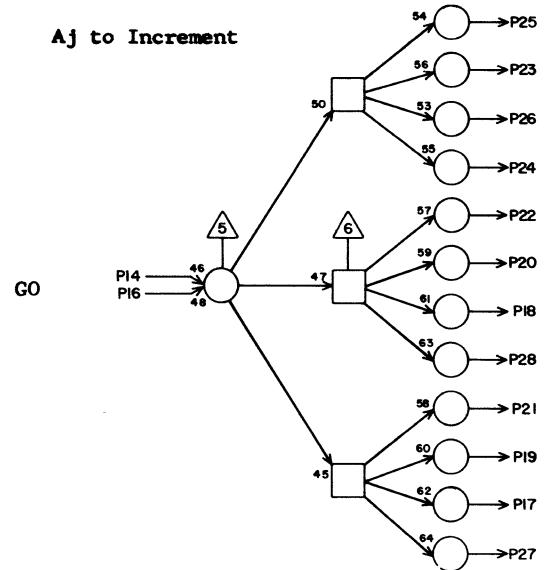 Aj to Increment
54 P25
56 P23
50
53 P26
55 P24
5
6
57 P22
P14 46
47
59 P20
GO
P16 48
61 P18
63 P28
58 P21
60 P19
45
62 P17
64 P27